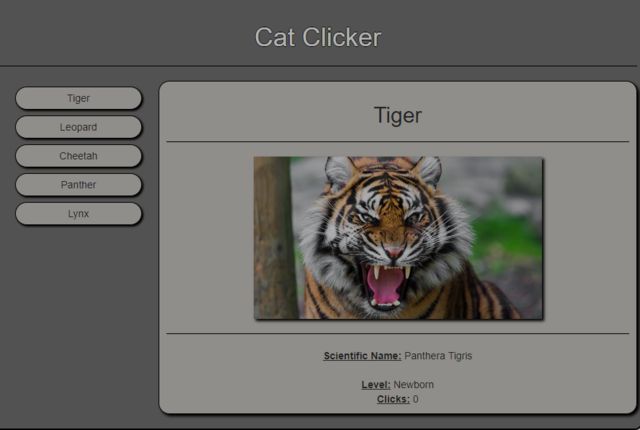 Cat Clicker
Tiger
Leopard
Cheetah
Panther
Lynx
Tiger
Scientific Name: Panthera Tigris
Level: Newborn
Clicks: 0